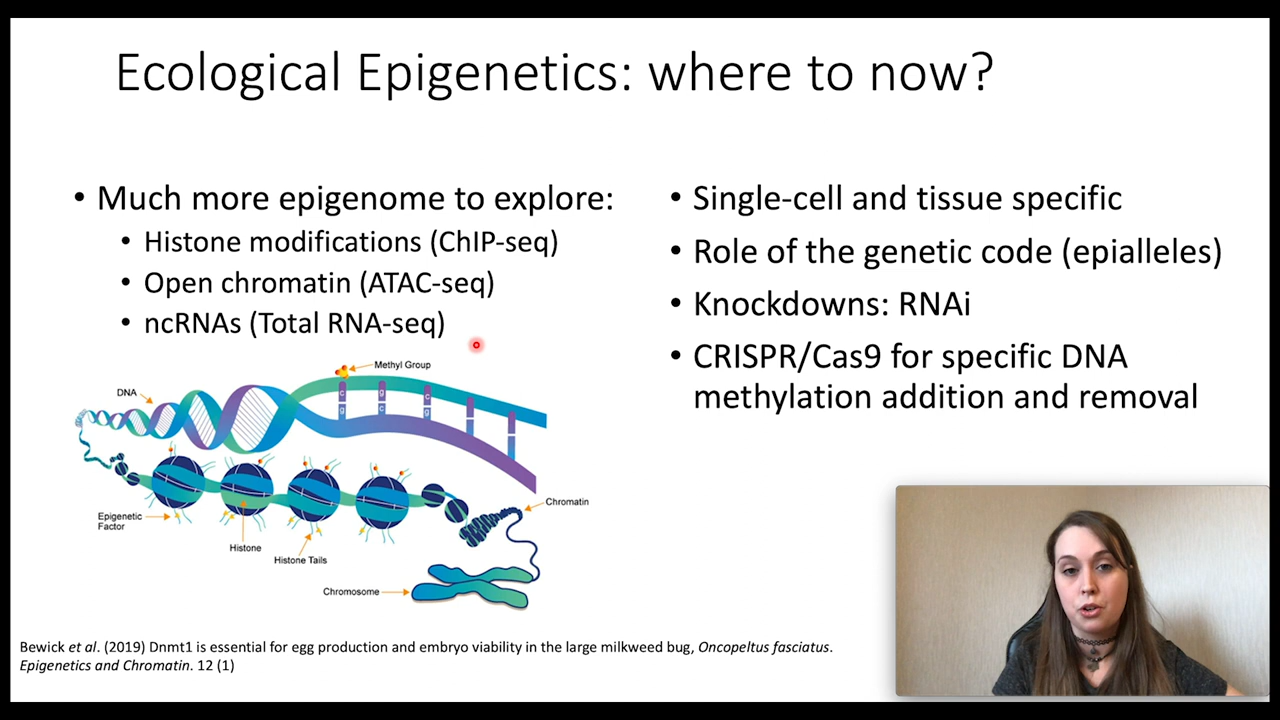 Ecological Epigenetics: where to now?
• Much more epigenome to explore:
• Histone modifications (ChIP-seq)
• Open chromatin (ATAC-seq)
• ncRNAs (Total RNA-seq)
• Single-cell and tissue specific
• Role of the genetic code (epialleles)
• Knockdowns: RNAi
• CRISPR/Cas9 for specific DNA
methylation addition and removal
Methyl Group
DNA
c c c
g g g
Epigenetic
Factor
Histone
Histone Tails
Chromatin
Chromosome
Bewick et al. (2019) Dnmt1 is essential for egg production and embryo viability in the large milkweed bug, Oncopeltus fasciatus.
Epigenetics and Chromatin. 12 (1)